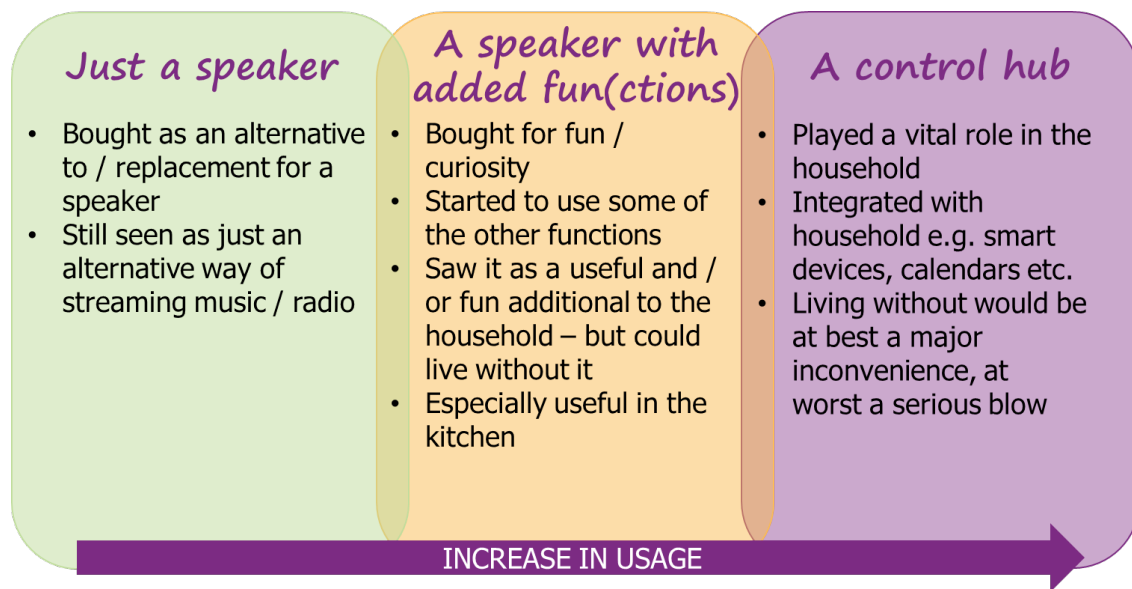 Just a speaker
• Bought as an alternative
to / replacement for a
speaker
• Still seen as just an
alternative way of
streaming music / radio
A speaker with
added fun(ctions)
• Bought for fun /
curiosity
• Started to use some of
the other functions
• Saw it as a useful and /
or fun additional to the
household – but could
live without it
• Especially useful in the
kitchen
A control hub
• Played a vital role in the
household
• Integrated with
household e.g. smart
devices, calendars etc.
• Living without would be
at best a major
inconvenience, at
worst a serious blow
INCREASE IN USAGE